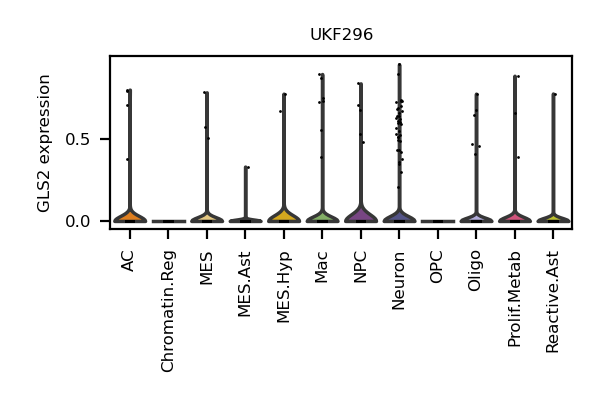 UKF296
GLS2 expression
0.5
0.0
AC
Chromatin.Reg
MES
MES.Ast
MES.Hyp
Mac
NPC
Neuron
OPC
Oligo
Prolif.Metab
Reactive.Ast